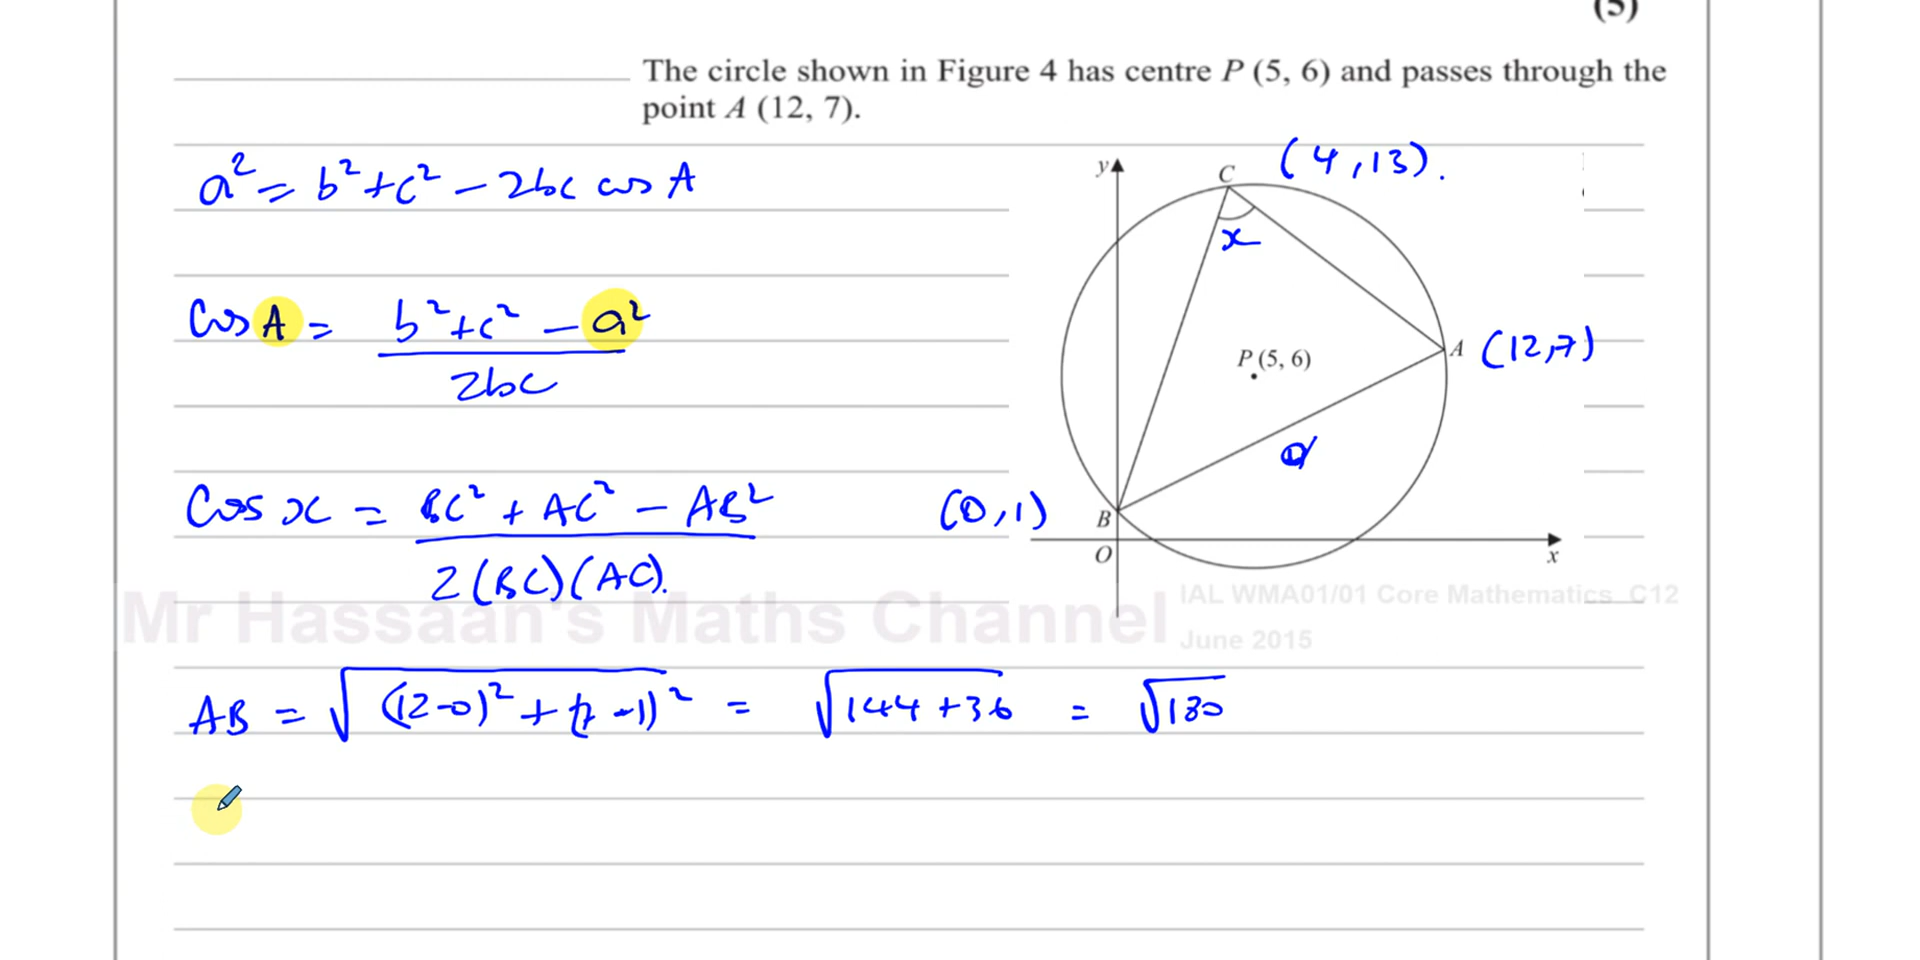 (5)
The circle shown in Figure 4 has centre P (5, 6) and passes through the
point A (12, 7).
a² = b² + c² - 2bc cos A
y C (4, 13).
x
Cos A = b² + c² - a² / 2bc
P (5, 6)
A (12, 7)
a
Cos x = BC² + AC² - AB² / 2(BC)(AC).
(0, 1) B
O x
Mr Hassaan's Maths Channel
IAL WMA01/01 Core Mathematics C12
June 2015
AB = √(12-0)² + (7-1)² = √144+36 = √180